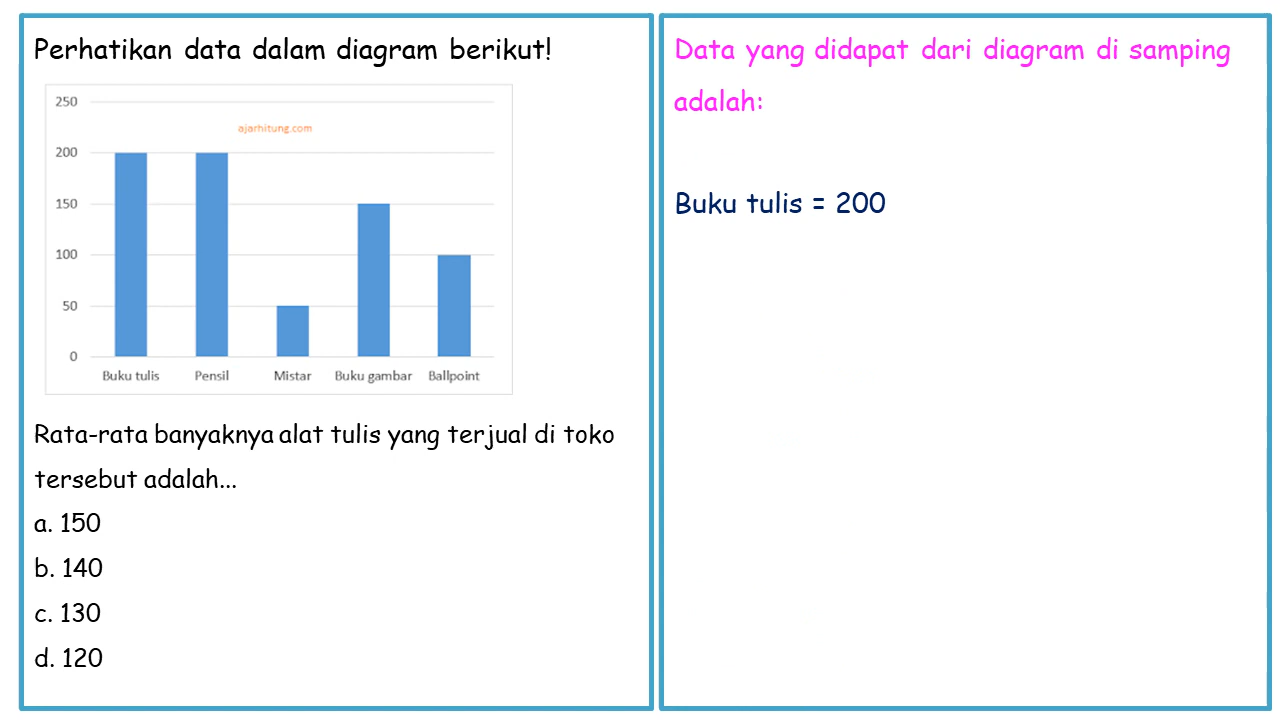 Perhatikan data dalam diagram berikut!
250
ajarhitung.com
200
150
100
50
0
Buku tulis Pensil Mistar Buku gambar Ballpoint
Rata-rata banyaknya alat tulis yang terjual di toko
tersebut adalah...
a. 150
b. 140
c. 130
d. 120
Data yang didapat dari diagram di samping
adalah:
Buku tulis = 200